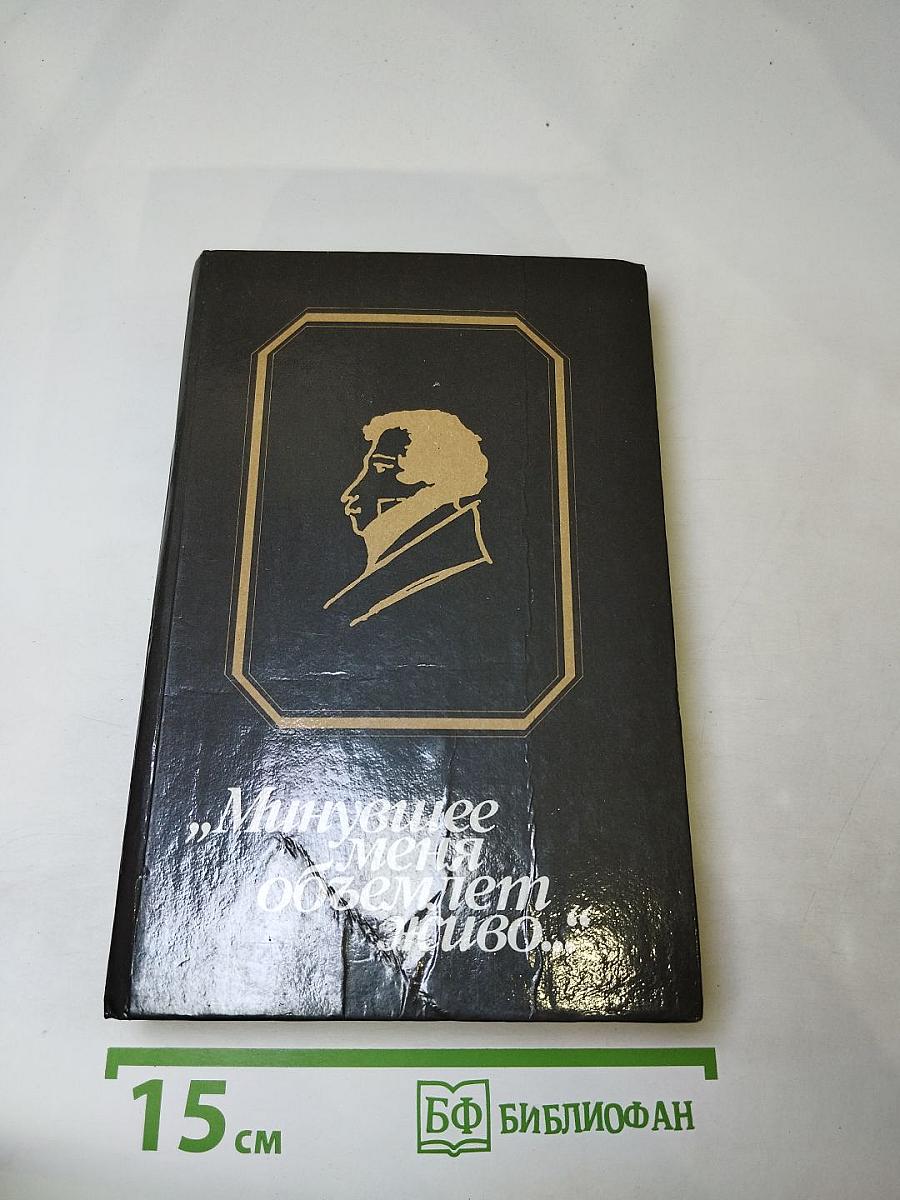 „Минувшее
меня
объемлет
живо...“
15 см
БФ БИБЛИОФАН